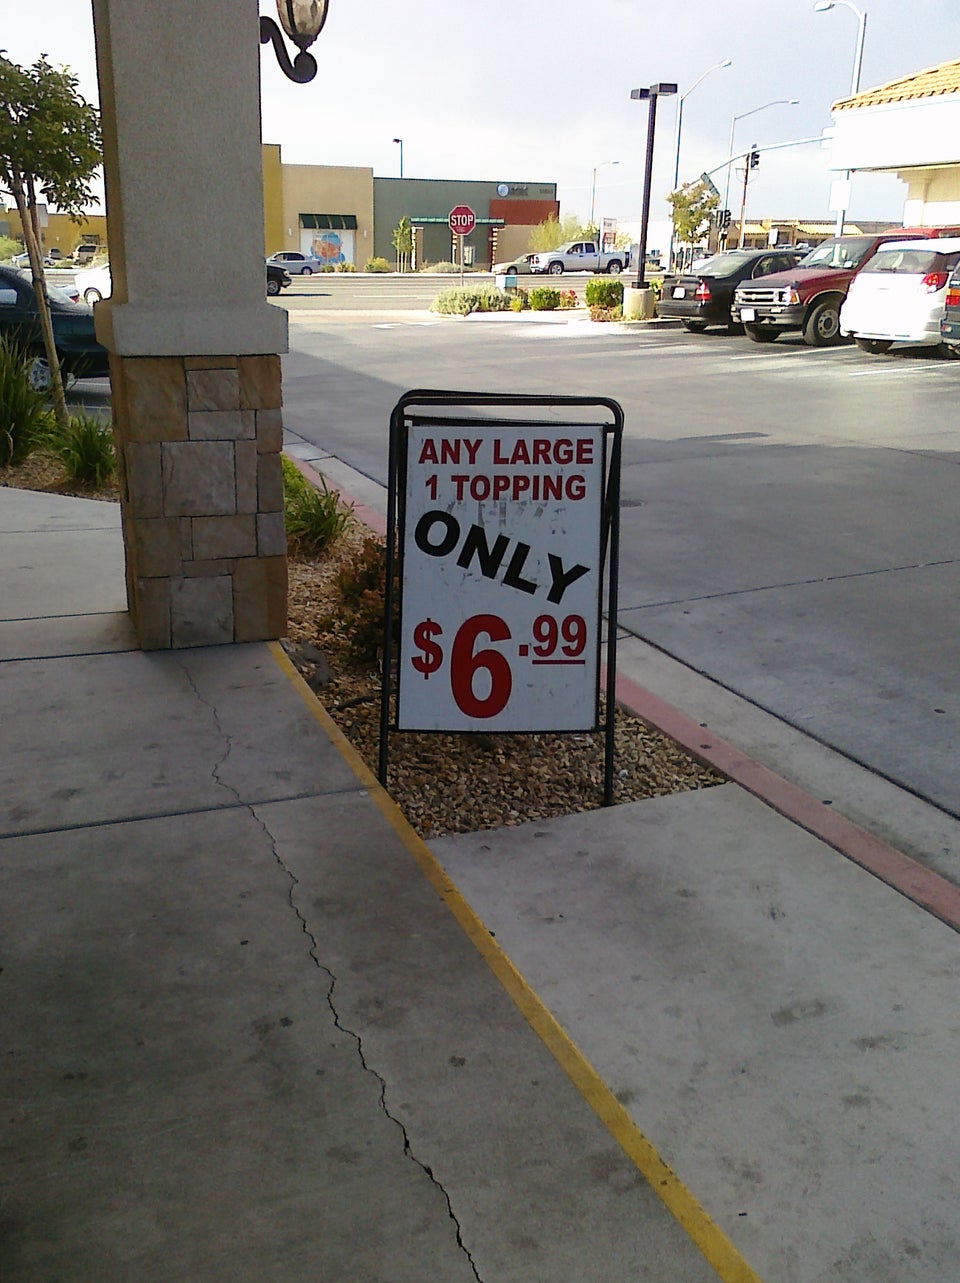 STOP
ANY LARGE
1 TOPPING
ONLY
$6.99